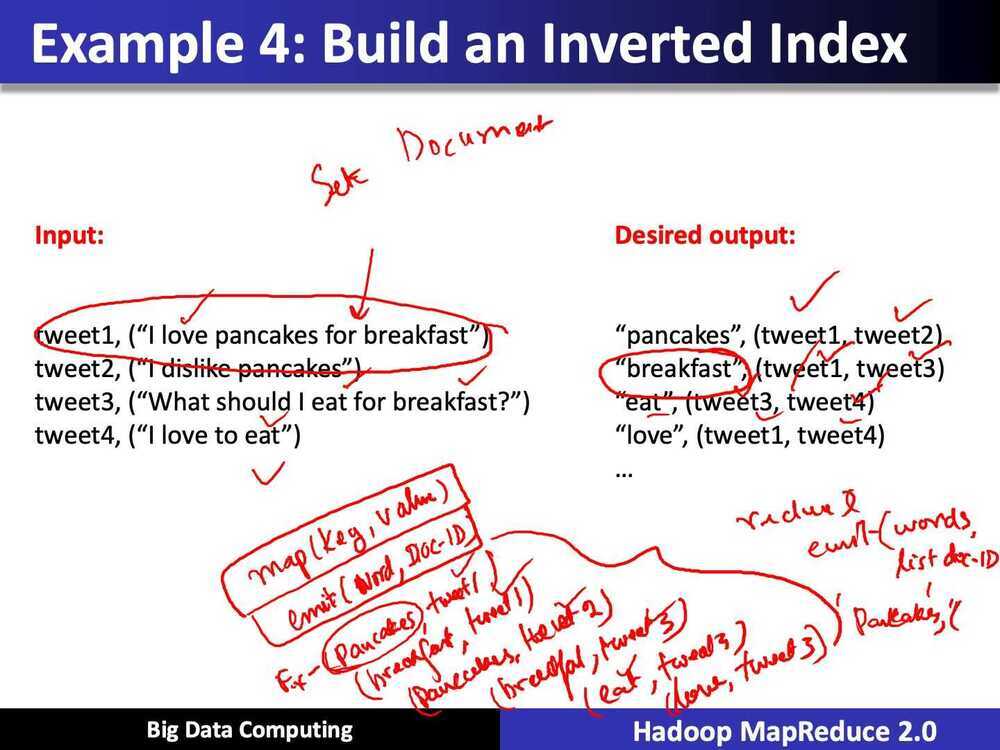 Example 4: Build an Inverted Index
Document
Input:
Desired output:
tweet1, (“I love pancakes for breakfast”)
tweet2, (“I dislike pancakes”)
tweet3, (“What should I eat for breakfast?”)
tweet4, (“I love to eat”)
“pancakes”, (tweet1, tweet2)
“breakfast”, (tweet1, tweet3)
“eat”, (tweet3, tweet4)
“love”, (tweet1, tweet4)
...
map(key, value)
emit(word, DOC-ID)
Ex- (Pancakes, tweet1)
(breakfast, tweet1)
(pancakes, tweet2)
(breakfast, tweet3)
(eat, tweet3)
(love, tweet3)
reduce
emit-(words,
list doc-ID
Pancakes, (
Big Data Computing
Hadoop MapReduce 2.0